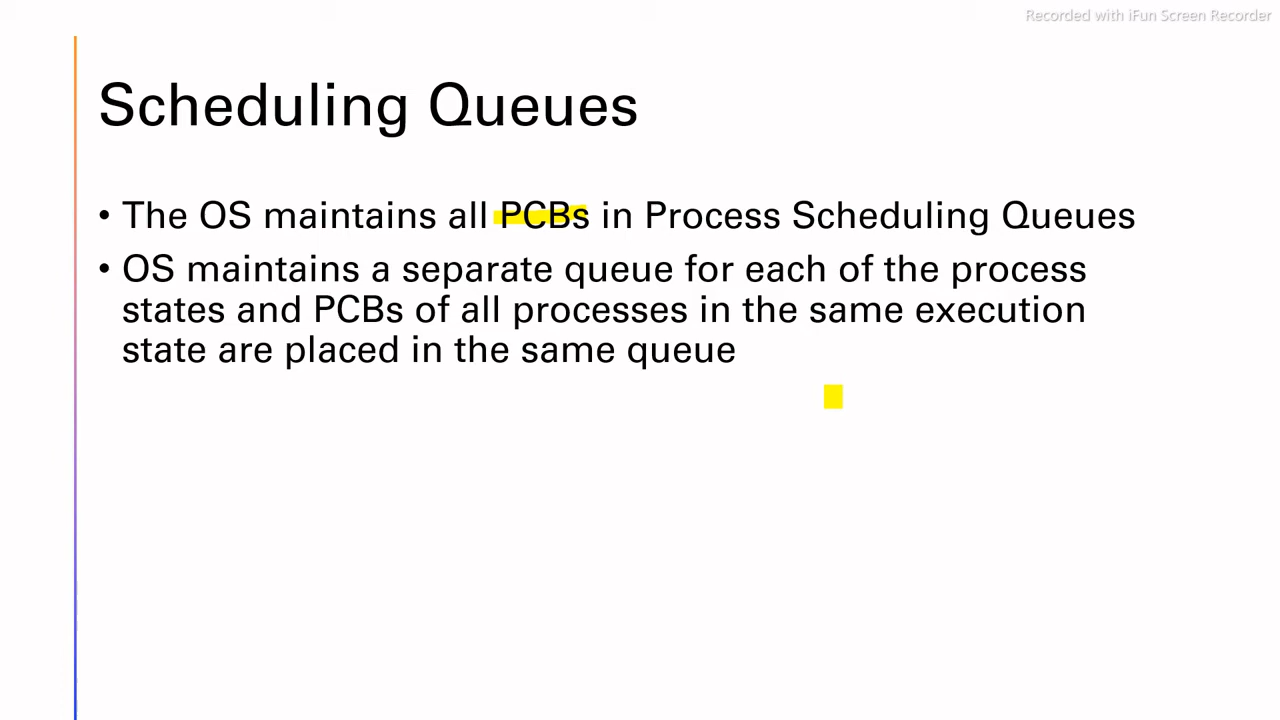 Recorded with iFun Screen Recorder
Scheduling Queues
• The OS maintains all PCBs in Process Scheduling Queues
• OS maintains a separate queue for each of the process
states and PCBs of all processes in the same execution
state are placed in the same queue